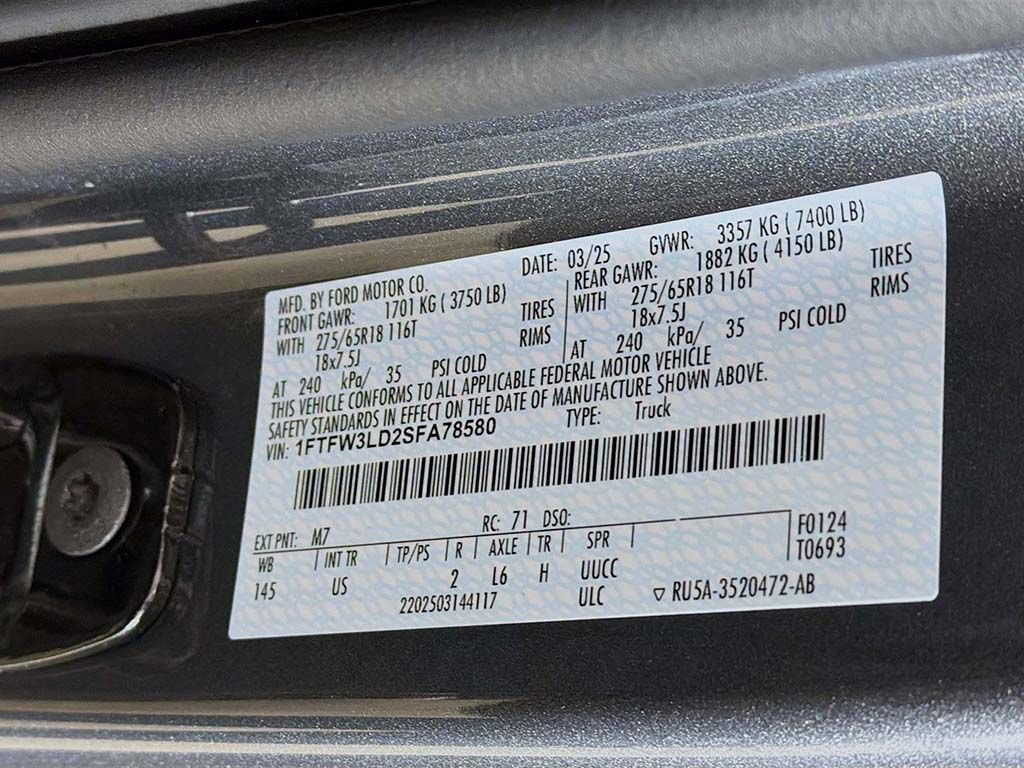 MFD. BY FORD MOTOR CO.
DATE: 03/25 GVWR: 3357 KG ( 7400 LB)
FRONT GAWR: 1701 KG ( 3750 LB)
WITH 275/65R18 116T TIRES
18x7.5J RIMS
AT 240 kPa/ 35 PSI COLD
REAR GAWR: 1882 KG ( 4150 LB)
WITH 275/65R18 116T TIRES
18x7.5J RIMS
AT 240 kPa/ 35 PSI COLD
THIS VEHICLE CONFORMS TO ALL APPLICABLE FEDERAL MOTOR VEHICLE
SAFETY STANDARDS IN EFFECT ON THE DATE OF MANUFACTURE SHOWN ABOVE.
VIN: 1FTFW3LD2SFA78580 TYPE: Truck
EXT PNT: M7 RC: 71 DSO:
WB INT TR TP/PS R AXLE TR SPR
145 US 2 L6 H UUCC
2202503144117 ULC
F0124
T0693
▽ RU5A-3520472-AB